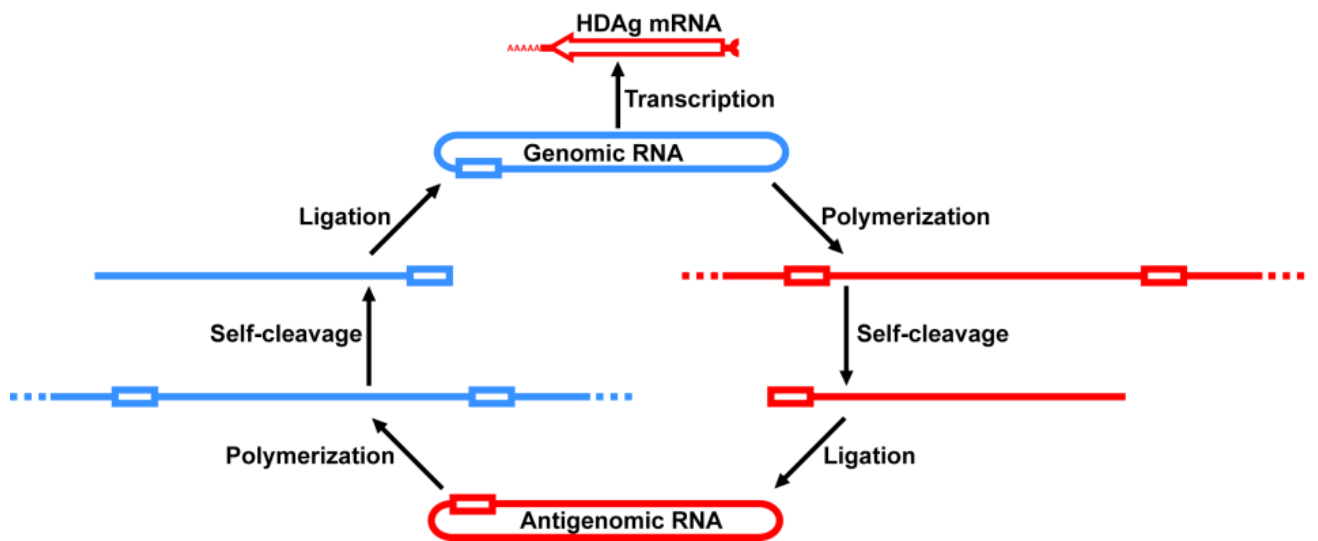 HDAg mRNA
AAAAA
Transcription
Genomic RNA
Ligation
Polymerization
Self-cleavage
Self-cleavage
Polymerization
Ligation
Antigenomic RNA